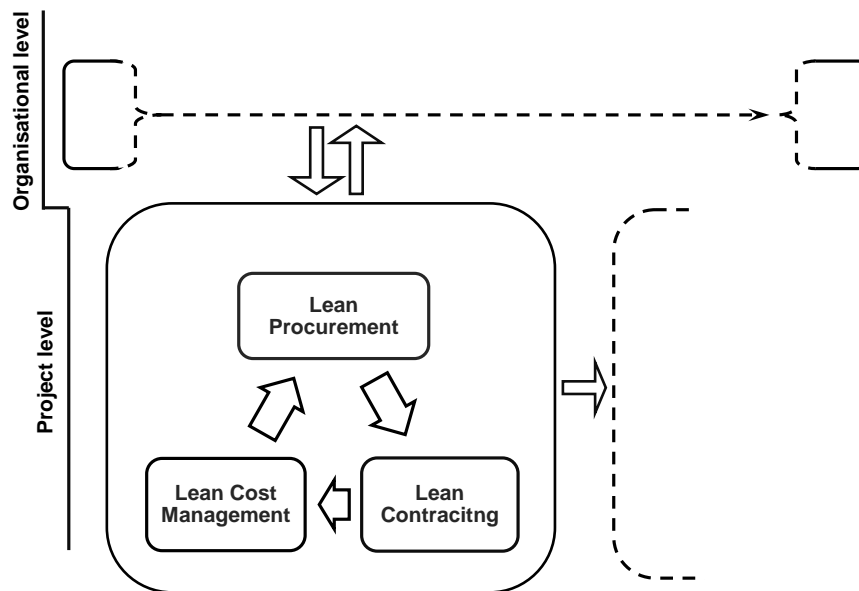 Organisational level
Project level
Lean
Procurement
Lean Cost
Management
Lean
Contracitng